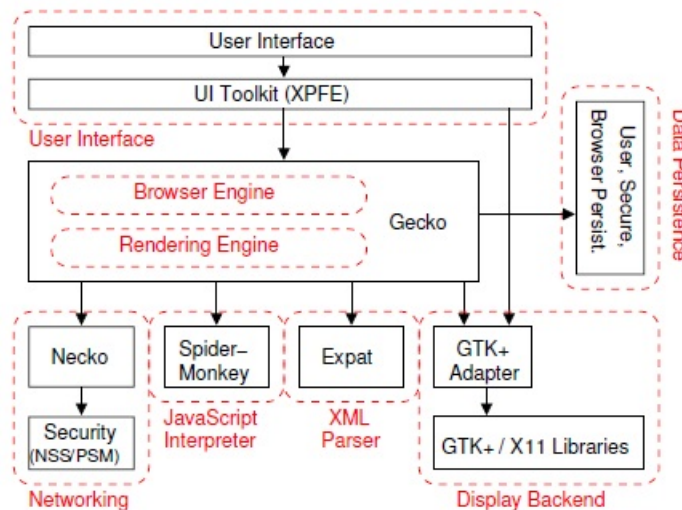 User Interface
UI Toolkit (XPFE)
User Interface
User, Secure,
Browser Persist.
Data Persistence
Browser Engine
Rendering Engine
Gecko
Necko
Spider-
Monkey
Expat
GTK+
Adapter
Security
(NSS/PSM)
JavaScript
Interpreter
XML
Parser
GTK+ / X11 Libraries
Networking
Display Backend